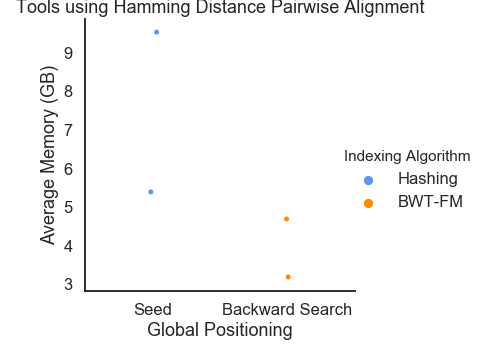 Tools using Hamming Distance Pairwise Alignment
Average Memory (GB)
9
8
7
6
5
4
3
Seed
Backward Search
Global Positioning
Indexing Algorithm
Hashing
BWT-FM